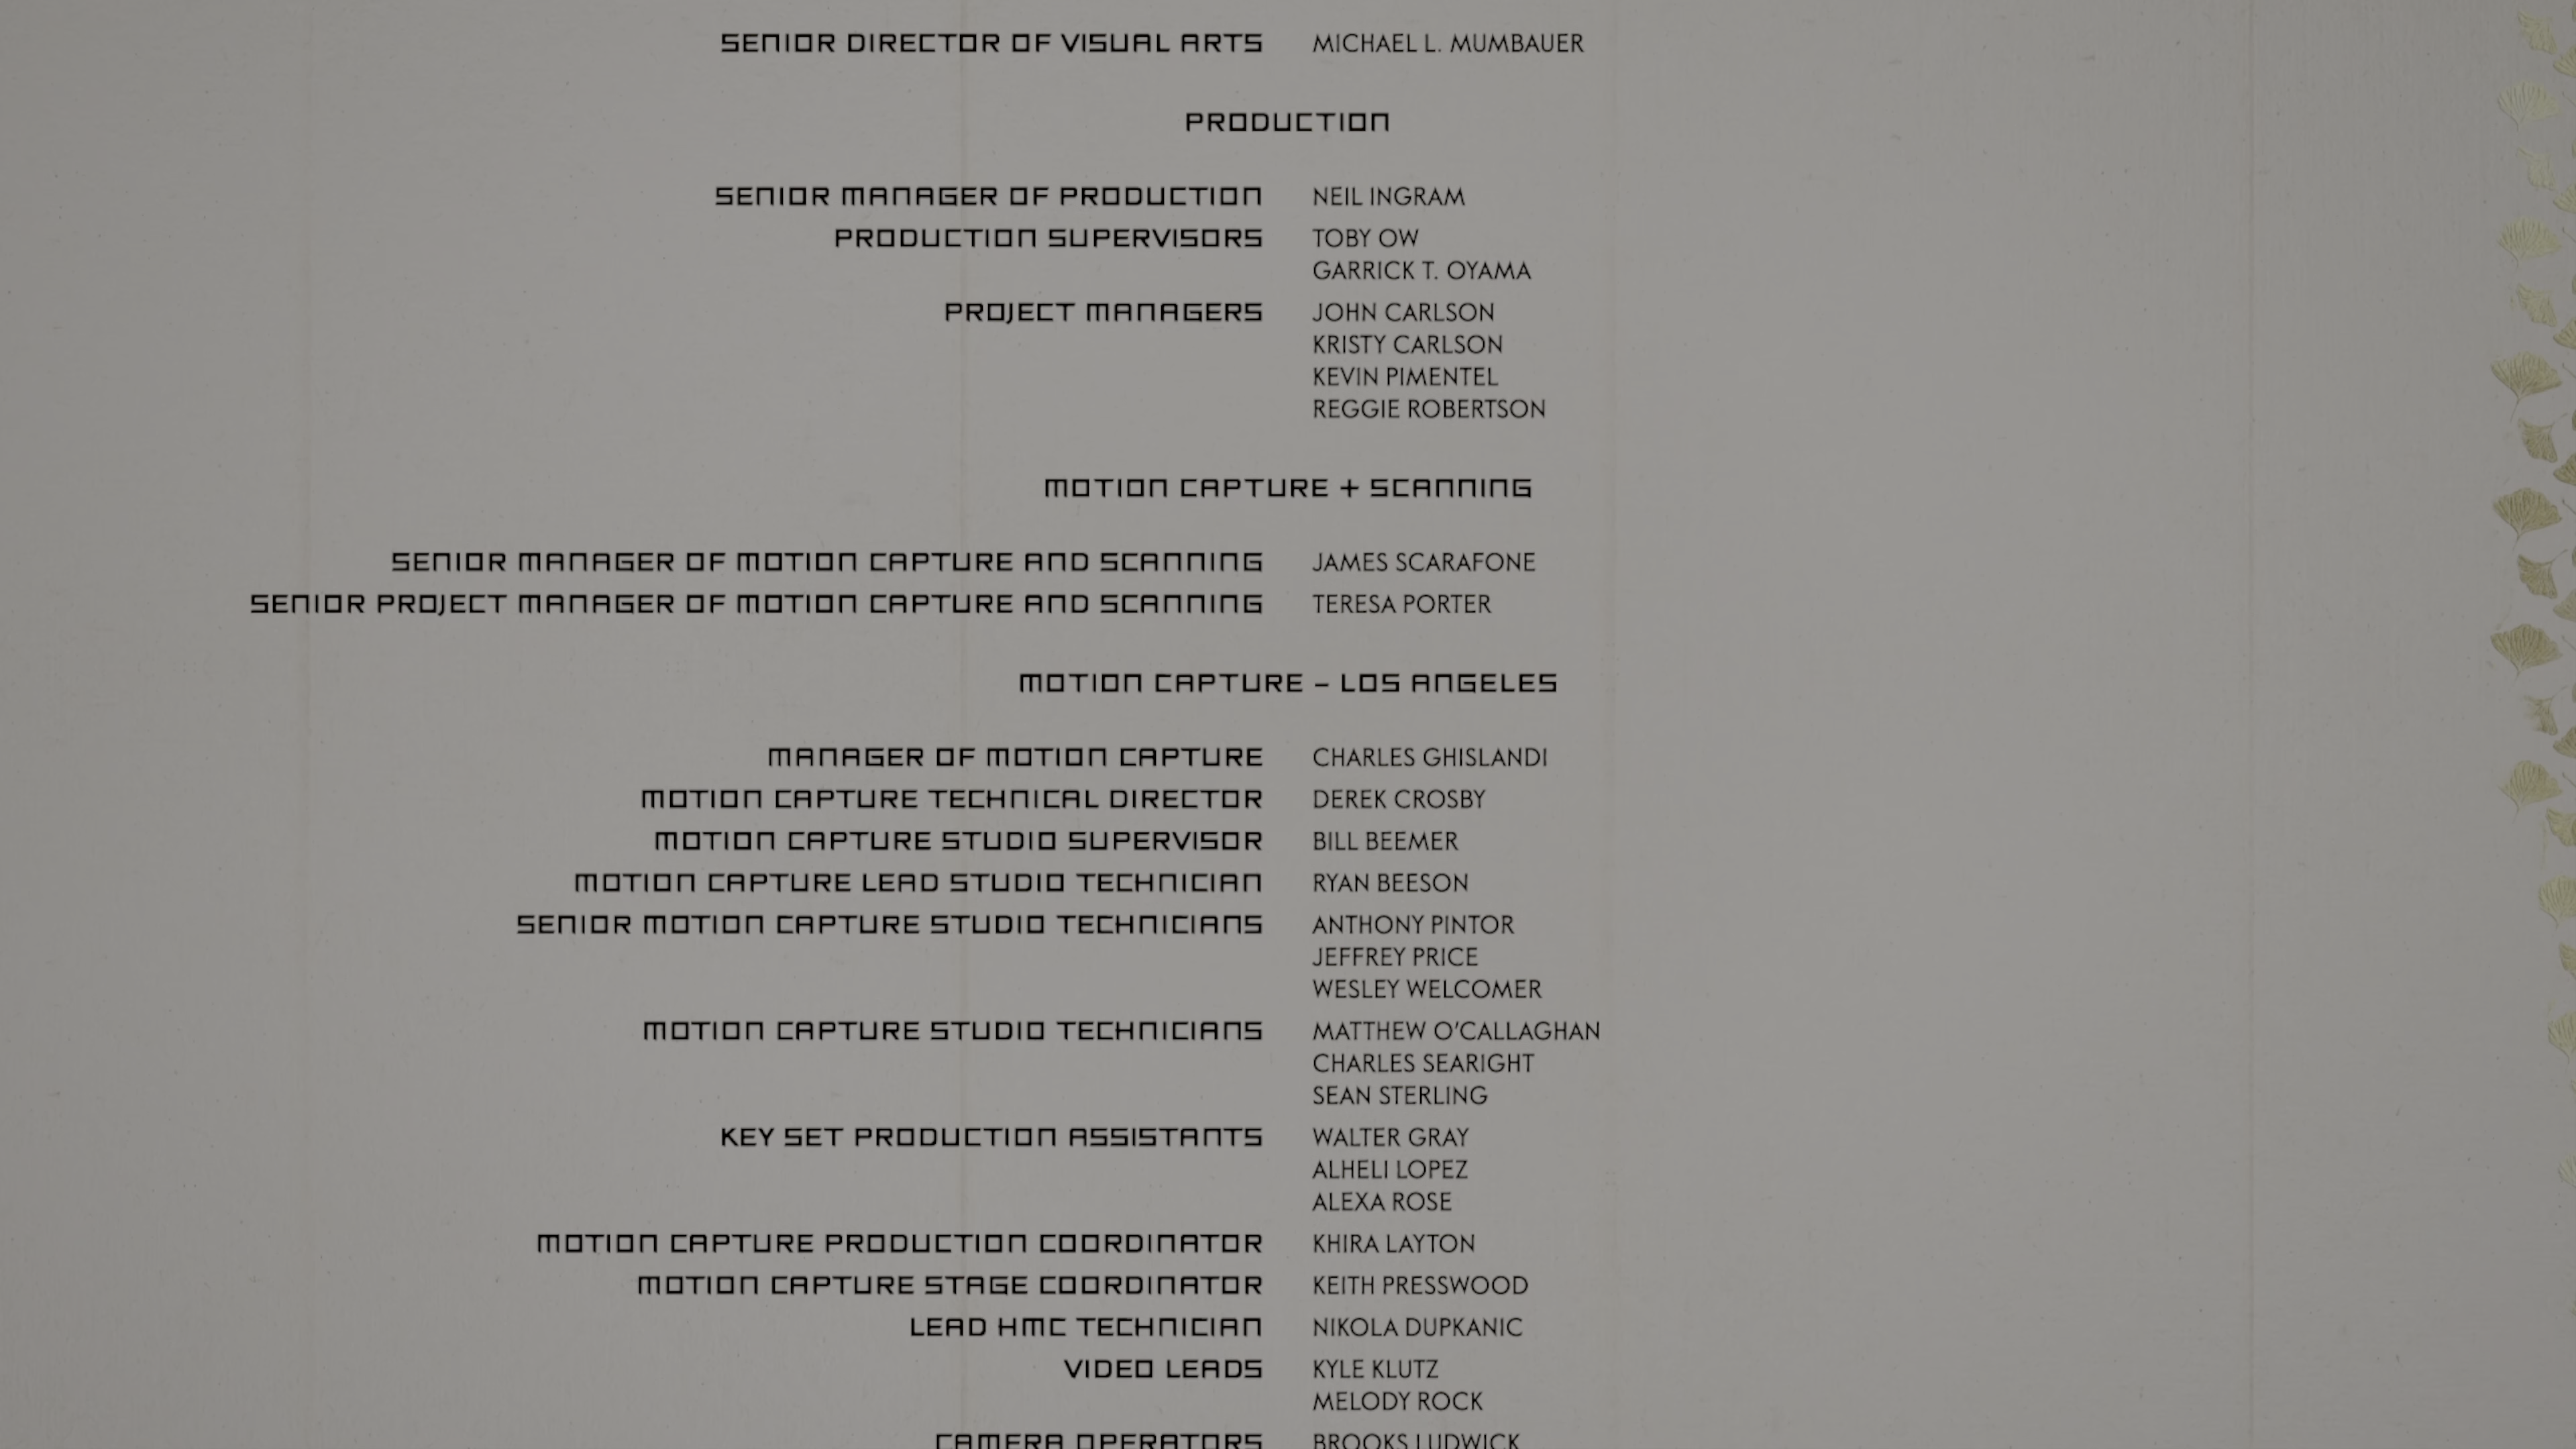 SENIOR DIRECTOR OF VISUAL ARTS MICHAEL L. MUMBAUER
PRODUCTION
SENIOR MANAGER OF PRODUCTION NEIL INGRAM
PRODUCTION SUPERVISORS TOBY OW
GARRICK T. OYAMA
PROJECT MANAGERS JOHN CARLSON
KRISTY CARLSON
KEVIN PIMENTEL
REGGIE ROBERTSON
MOTION CAPTURE + SCANNING
SENIOR MANAGER OF MOTION CAPTURE AND SCANNING JAMES SCARAFONE
SENIOR PROJECT MANAGER OF MOTION CAPTURE AND SCANNING TERESA PORTER
MOTION CAPTURE – LOS ANGELES
MANAGER OF MOTION CAPTURE CHARLES GHISLANDI
MOTION CAPTURE TECHNICAL DIRECTOR DEREK CROSBY
MOTION CAPTURE STUDIO SUPERVISOR BILL BEEMER
MOTION CAPTURE LEAD STUDIO TECHNICIAN RYAN BEESON
SENIOR MOTION CAPTURE STUDIO TECHNICIANS ANTHONY PINTOR
JEFFREY PRICE
WESLEY WELCOMER
MOTION CAPTURE STUDIO TECHNICIANS MATTHEW O'CALLAGHAN
CHARLES SEARIGHT
SEAN STERLING
KEY SET PRODUCTION ASSISTANTS WALTER GRAY
ALHELI LOPEZ
ALEXA ROSE
MOTION CAPTURE PRODUCTION COORDINATOR KHIRA LAYTON
MOTION CAPTURE STAGE COORDINATOR KEITH PRESSWOOD
LEAD HMC TECHNICIAN NIKOLA DUPKANIC
VIDEO LEADS KYLE KLUTZ
MELODY ROCK
CAMERA OPERATORS BROOKS LUDWICK